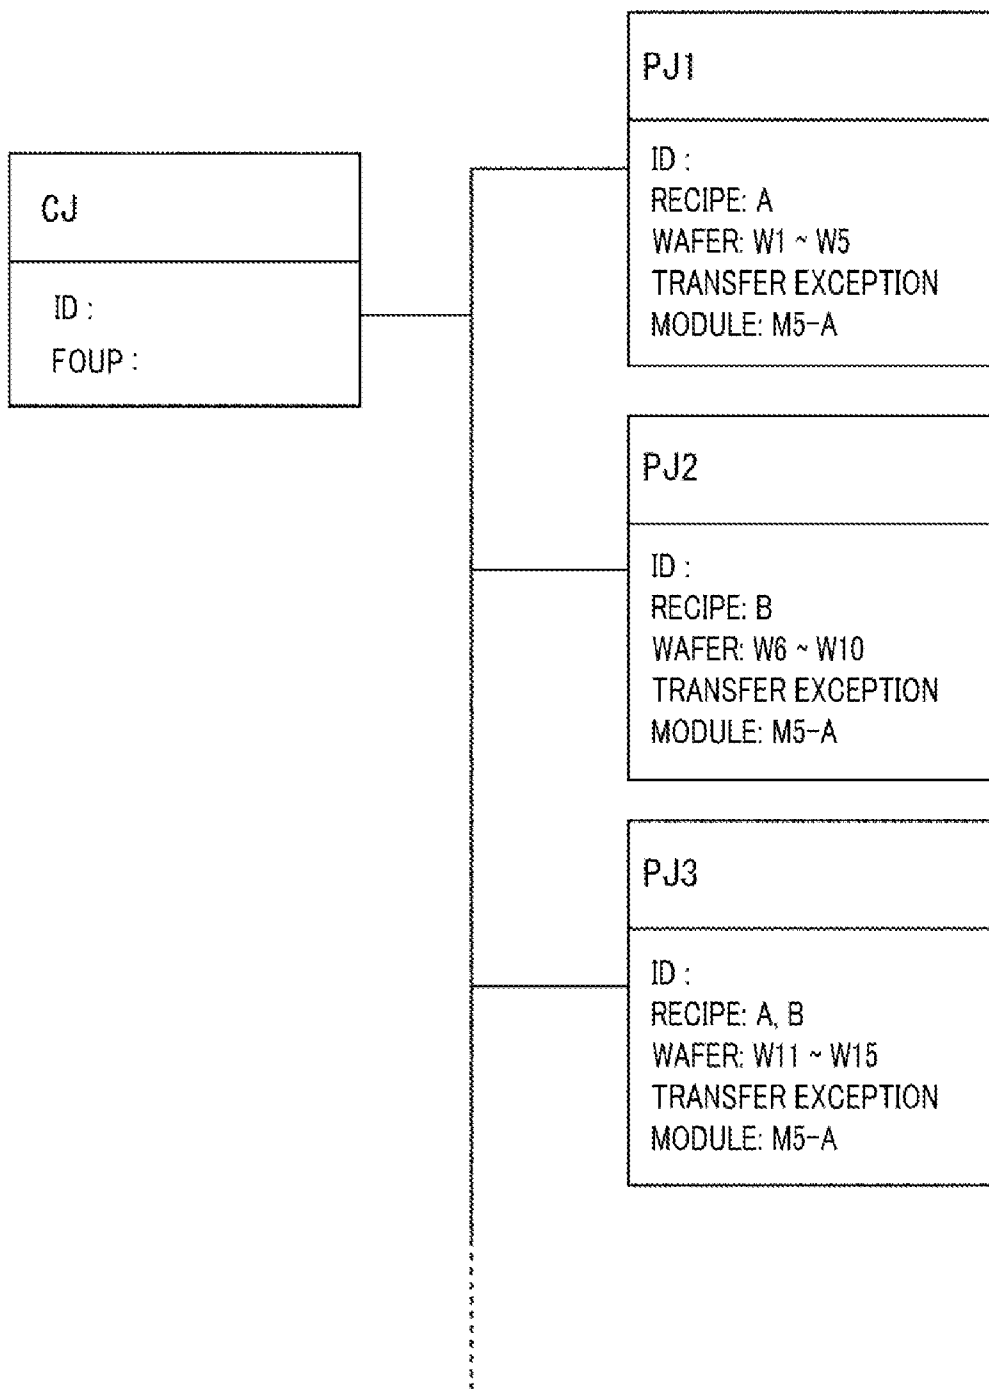 CJ
ID :
FOUP :
PJ1
ID :
RECIPE: A
WAFER: W1 ~ W5
TRANSFER EXCEPTION
MODULE: M5-A
PJ2
ID :
RECIPE: B
WAFER: W6 ~ W10
TRANSFER EXCEPTION
MODULE: M5-A
PJ3
ID :
RECIPE: A, B
WAFER: W11 ~ W15
TRANSFER EXCEPTION
MODULE: M5-A